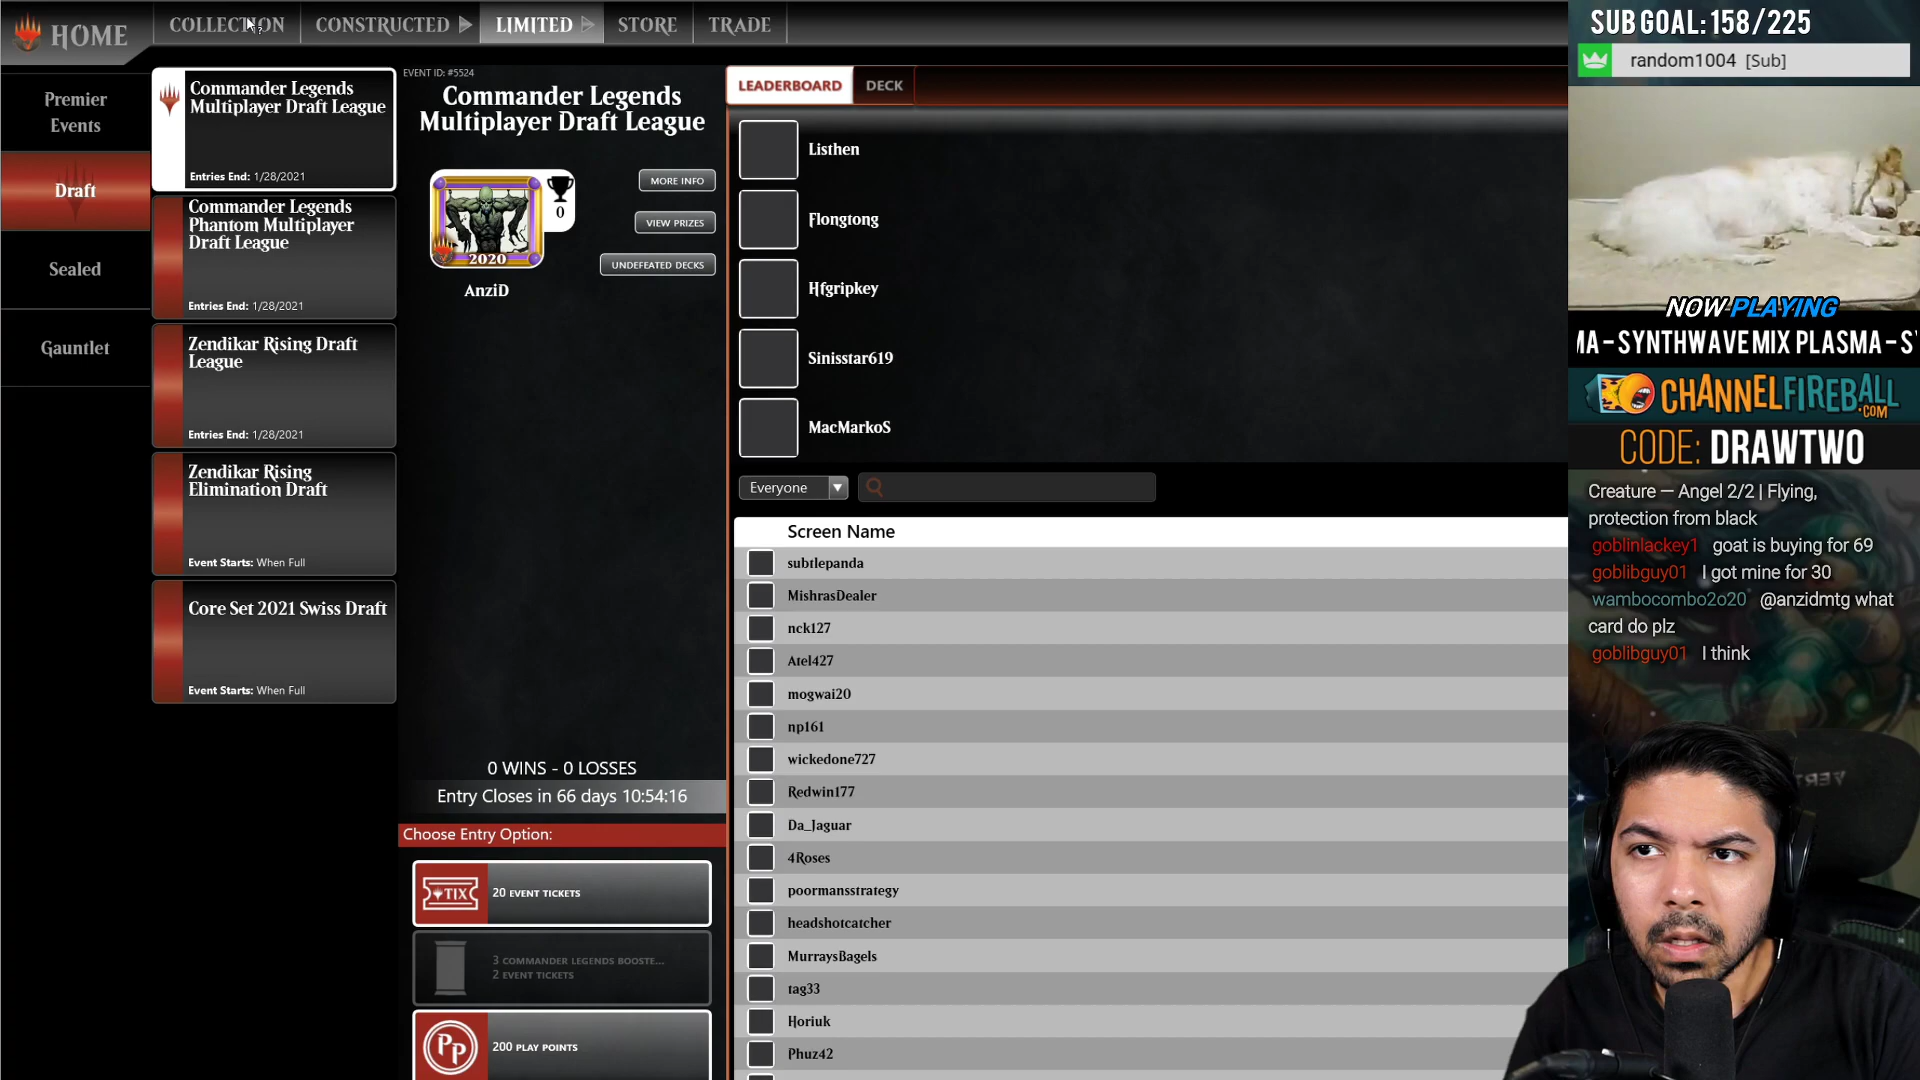 HOME
COLLECTION
CONSTRUCTED
LIMITED
STORE
TRADE
Premier
Events
Draft
Sealed
Gauntlet
Commander Legends
Multiplayer Draft League
Entries End: 1/28/2021
Commander Legends
Phantom Multiplayer
Draft League
Entries End: 1/28/2021
Zendikar Rising Draft
League
Entries End: 1/28/2021
Zendikar Rising
Elimination Draft
Event Starts: When Full
Core Set 2021 Swiss Draft
Event Starts: When Full
EVENT ID: #5524
Commander Legends
Multiplayer Draft League
0
2020
AnziD
MORE INFO
VIEW PRIZES
UNDEFEATED DECKS
0 WINS - 0 LOSSES
Entry Closes in 66 days 10:54:16
Choose Entry Option:
TIX
20 EVENT TICKETS
3 COMMANDER LEGENDS BOOSTE...
2 EVENT TICKETS
PP
200 PLAY POINTS
LEADERBOARD
DECK
Listhen
Flongtong
Hfgripkey
Sinisstar619
MacMarkoS
Everyone
Screen Name
subtlepanda
MishrasDealer
nck127
Atel427
mogwai20
np161
wickedone727
Redwin177
Da_Jaguar
4Roses
poormansstrategy
headshotcatcher
MurraysBagels
tag33
Horiuk
Phuz42
SUB GOAL: 158/225
random1004 [Sub]
NOW PLAYING
MA - SYNTHWAVE MIX PLASMA - SY
CHANNELFIREBALL
.COM
CODE: DRAWTWO
Creature — Angel 2/2 | Flying,
protection from black
goblinlackey1 goat is buying for 69
goblibguy01 I got mine for 30
wambocombo2o20 @anzidmtg what
card do plz
goblibguy01 I think